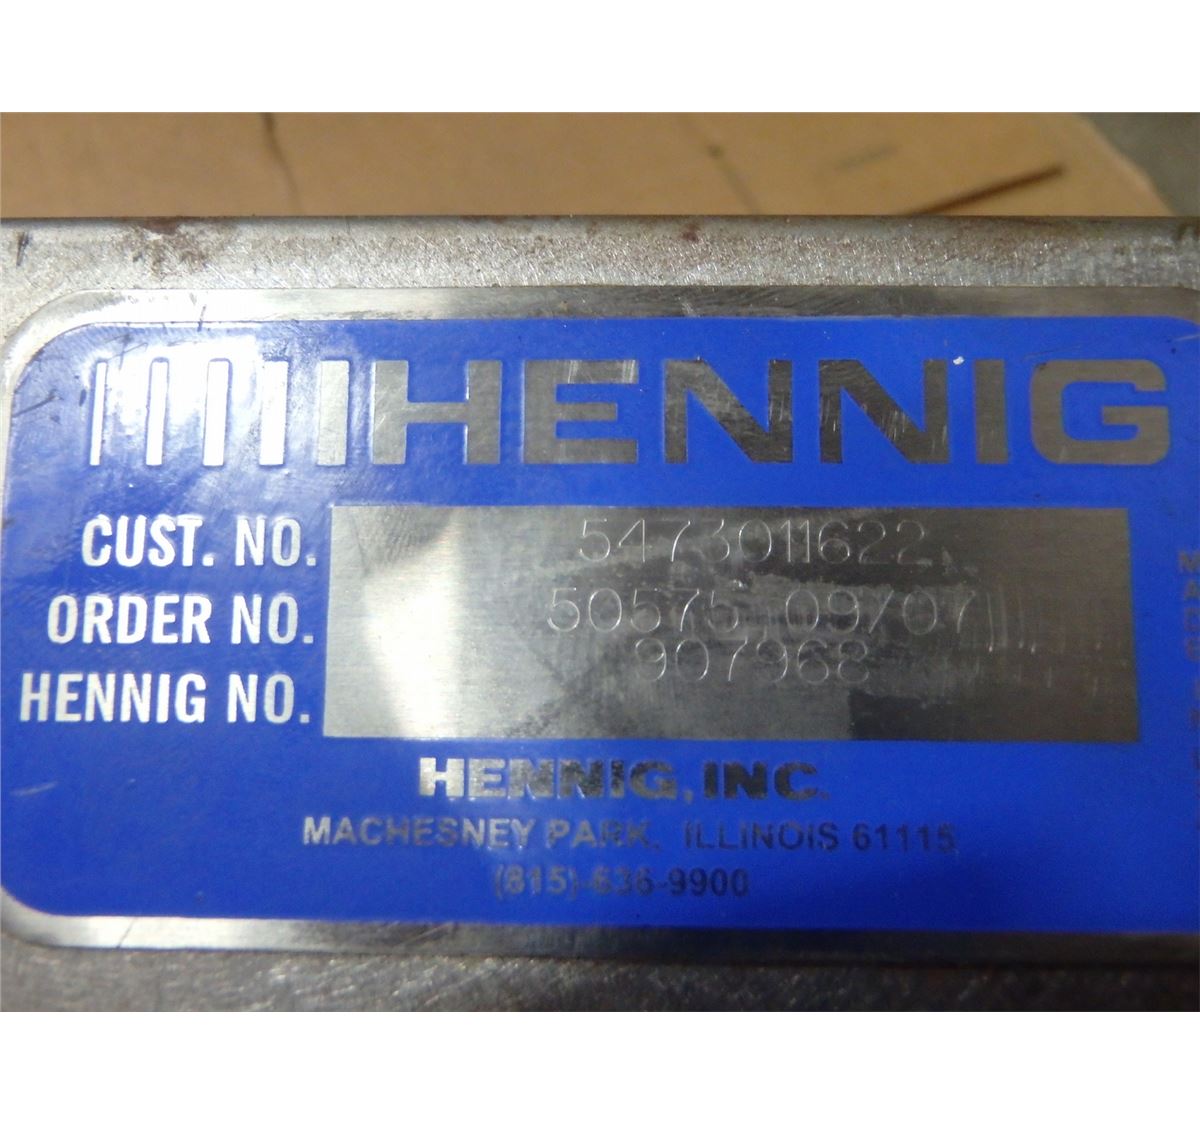 HENNIG
CUST. NO. 5473011622
ORDER NO. 50575 09/07
HENNIG NO. 907968
HENNIG, INC.
MACHESNEY PARK, ILLINOIS 61115
(815)-636-9900